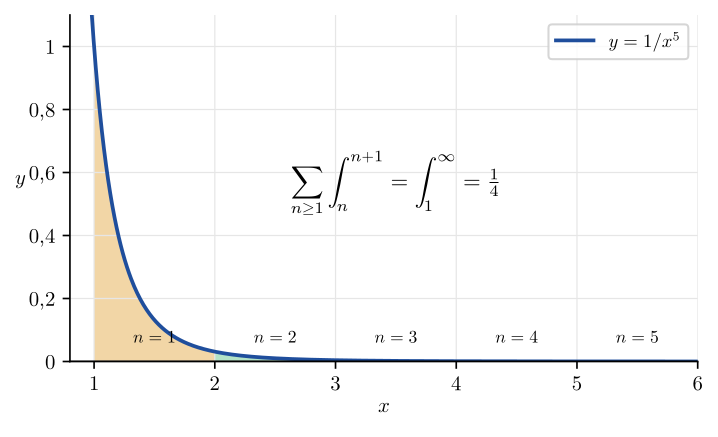 y = 1/x⁵
1
0,8
y 0,6
∑_{n≥1} ∫_n^{n+1} = ∫_1^∞ = 1/4
0,4
0,2
n = 1 n = 2 n = 3 n = 4 n = 5
0
1 2 3 4 5 6
x